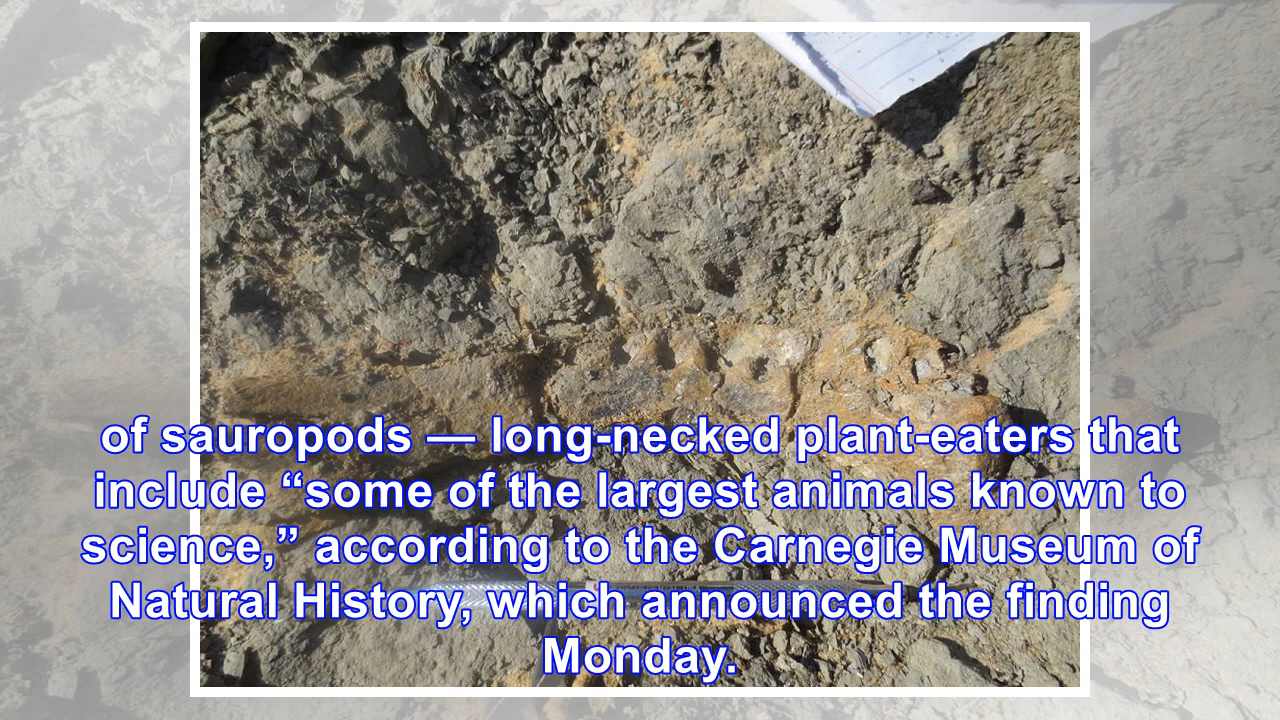 of sauropods — long-necked plant-eaters that
include “some of the largest animals known to
science,” according to the Carnegie Museum of
Natural History, which announced the finding
Monday.